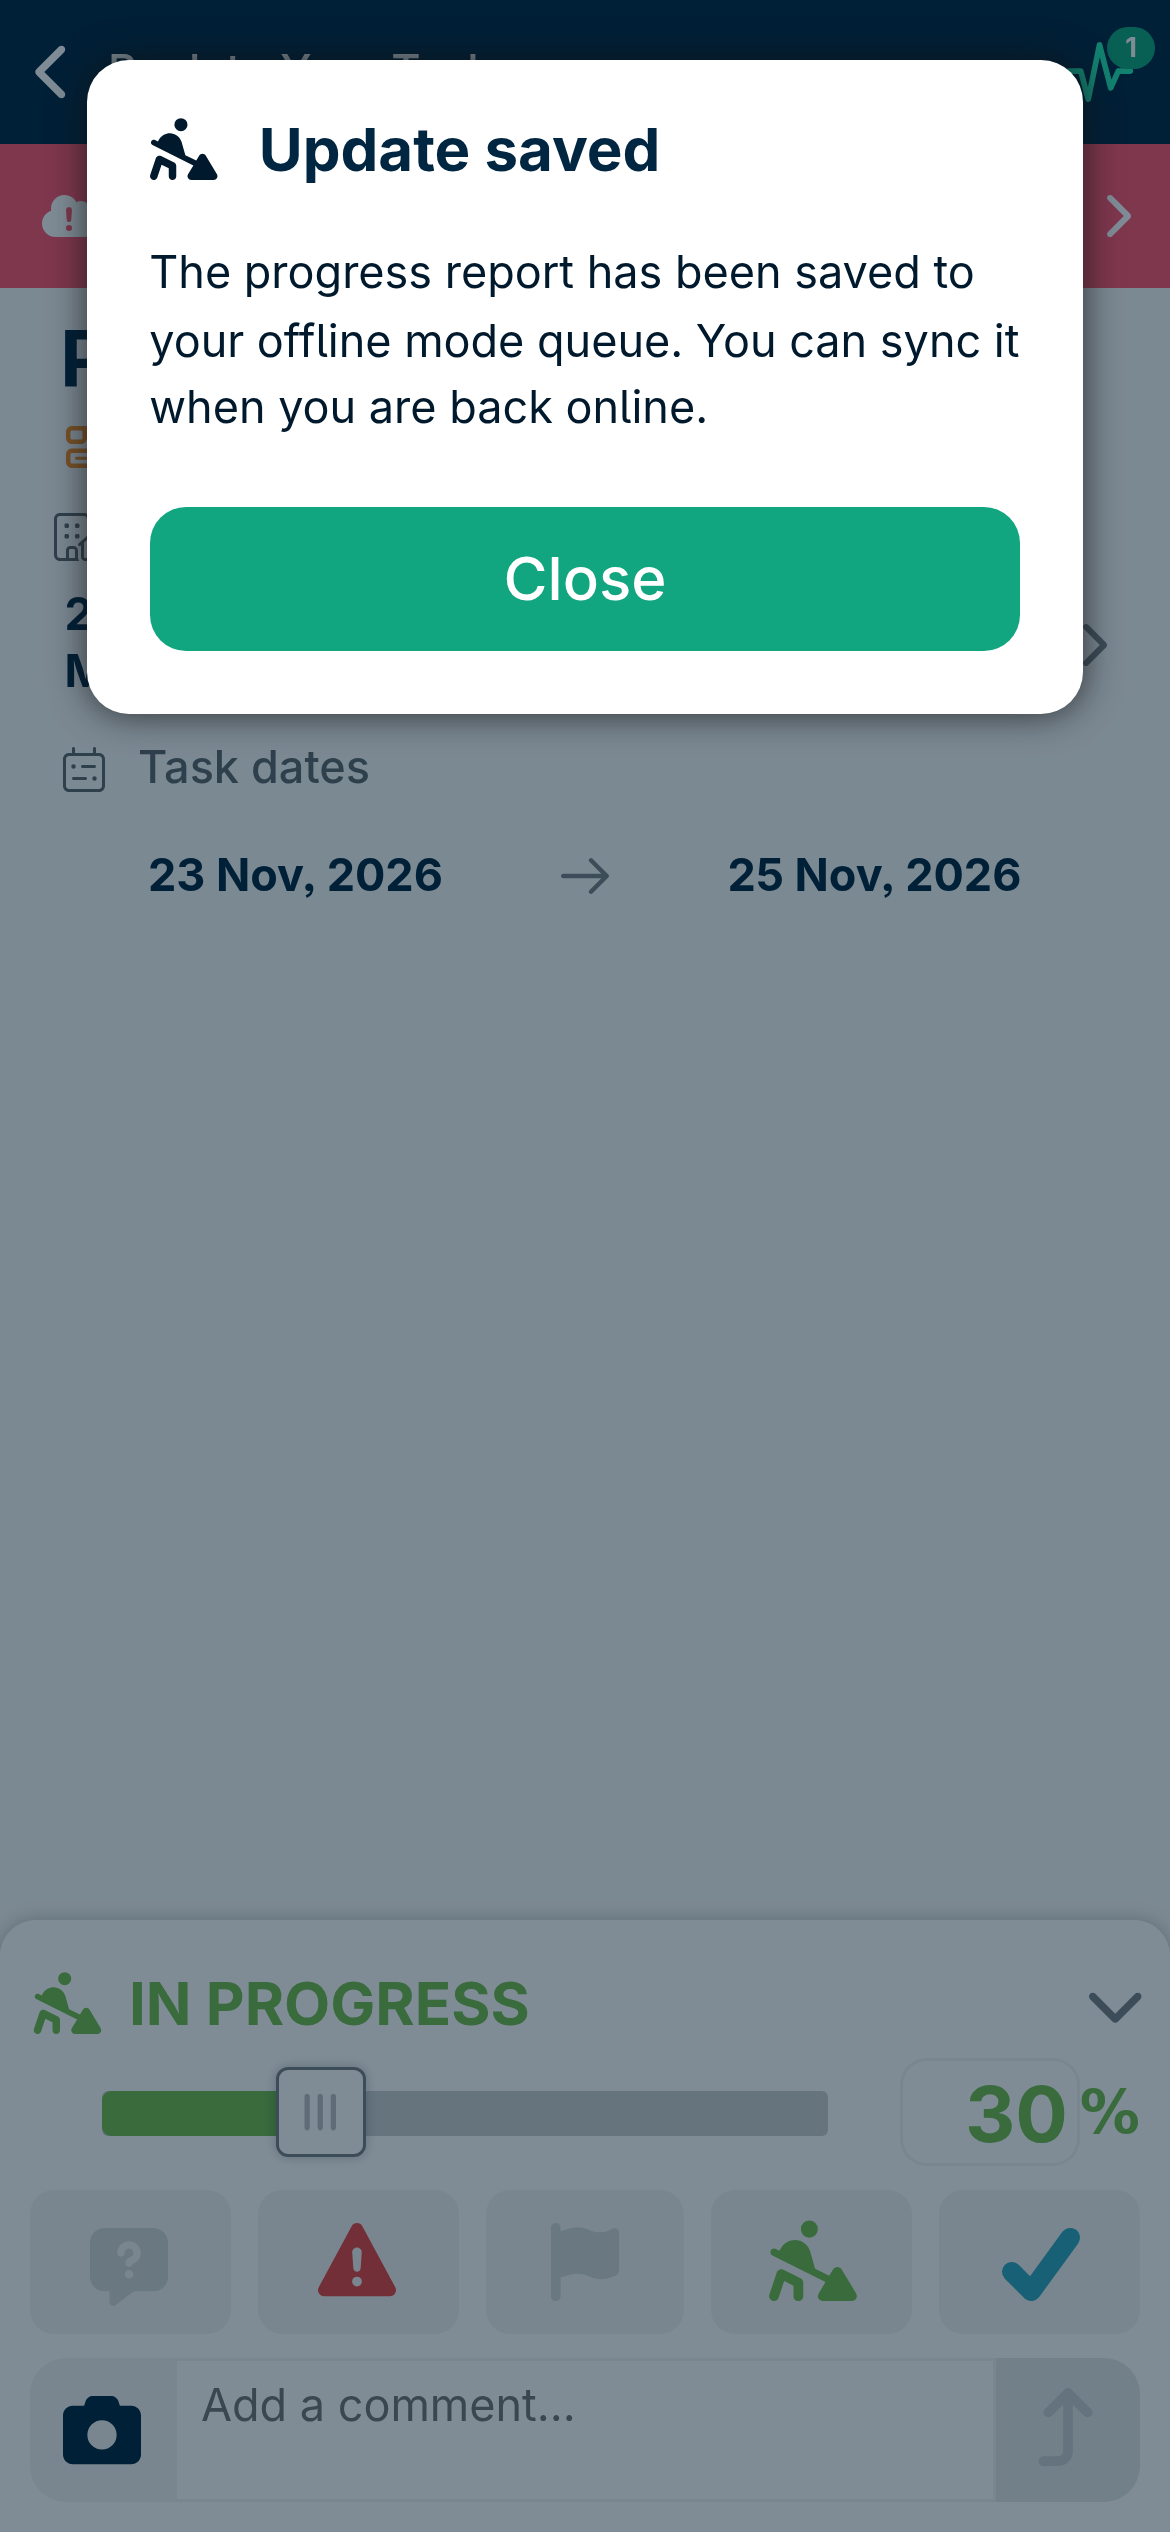 1
Update saved
The progress report has been saved to
your offline mode queue. You can sync it
when you are back online.
Close
Task dates
23 Nov, 2026
25 Nov, 2026
IN PROGRESS
30 %
Add a comment...